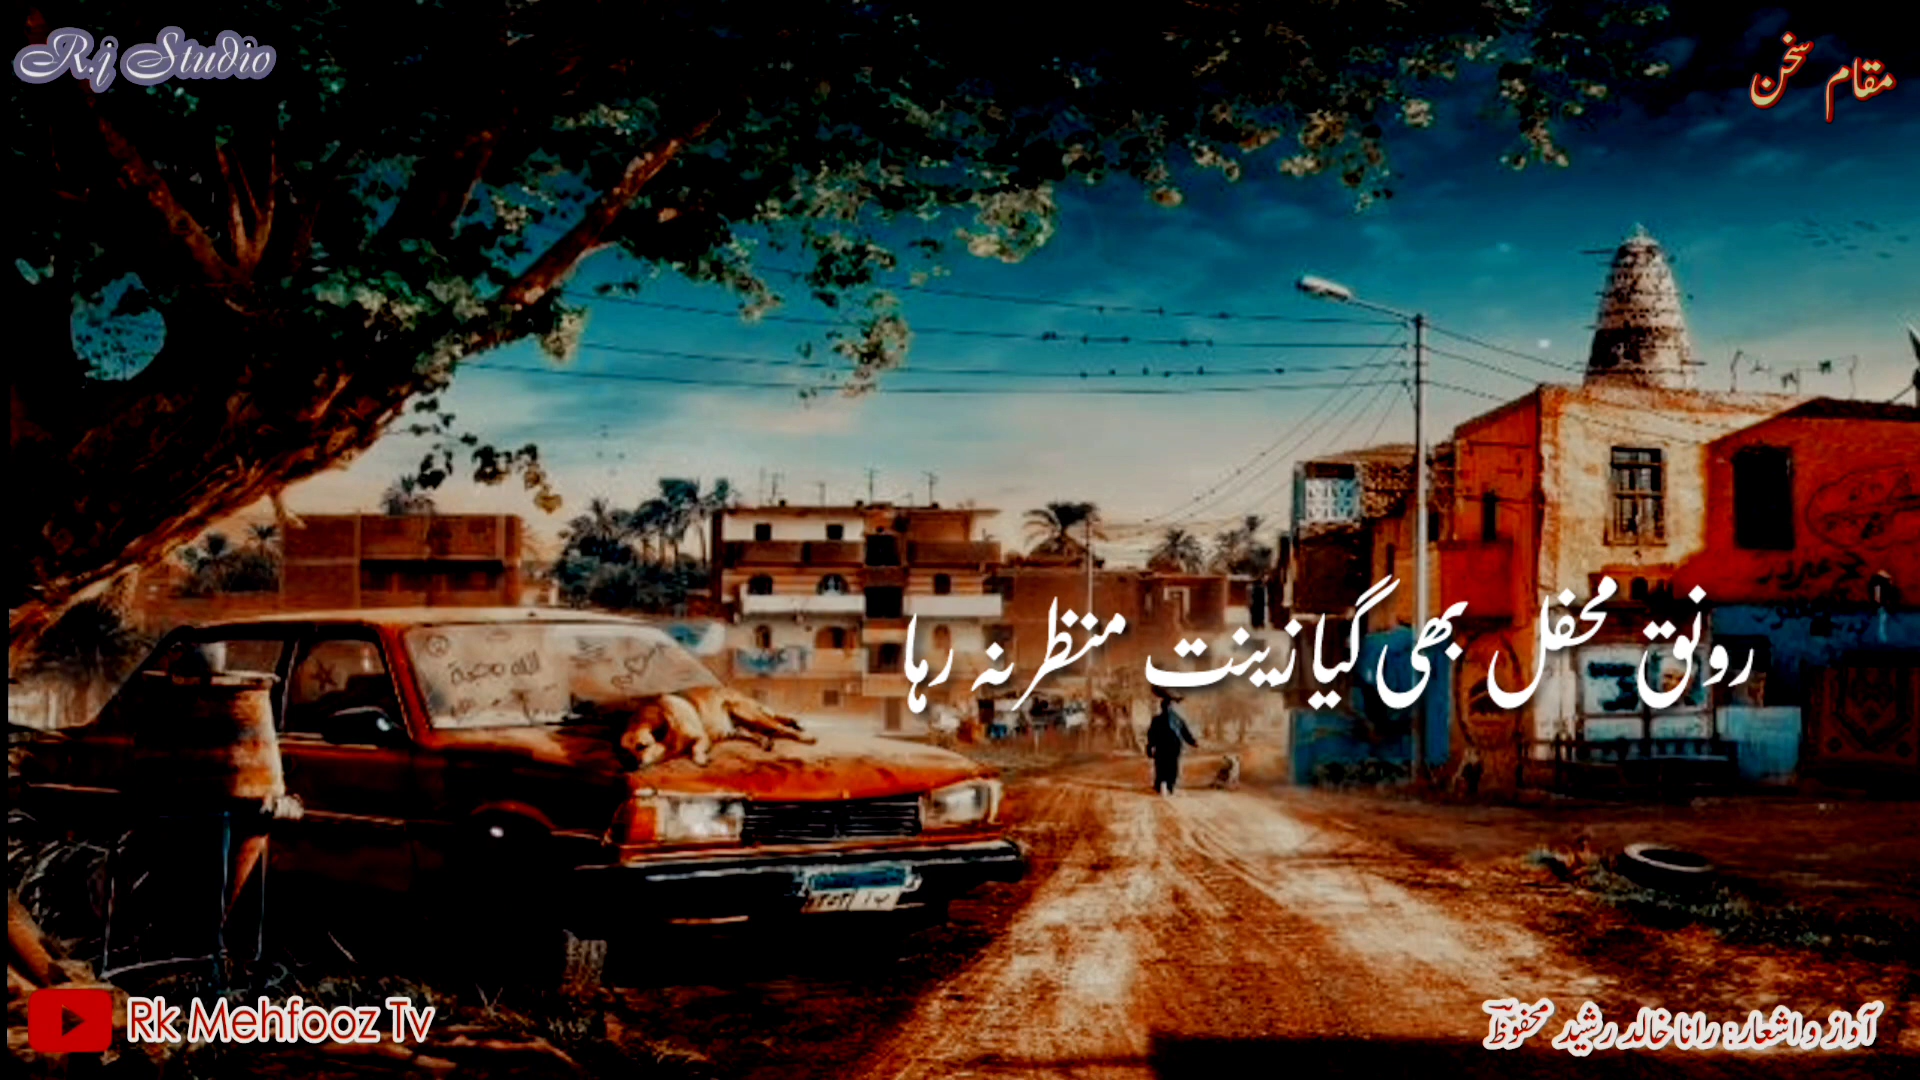 R.j Studio
مقام سخن
رونق محفل بھی گیا زینت منظر نہ رہا
Rk Mehfooz Tv
آواز و اشعار: رانا خالد رشید محفوظؔ